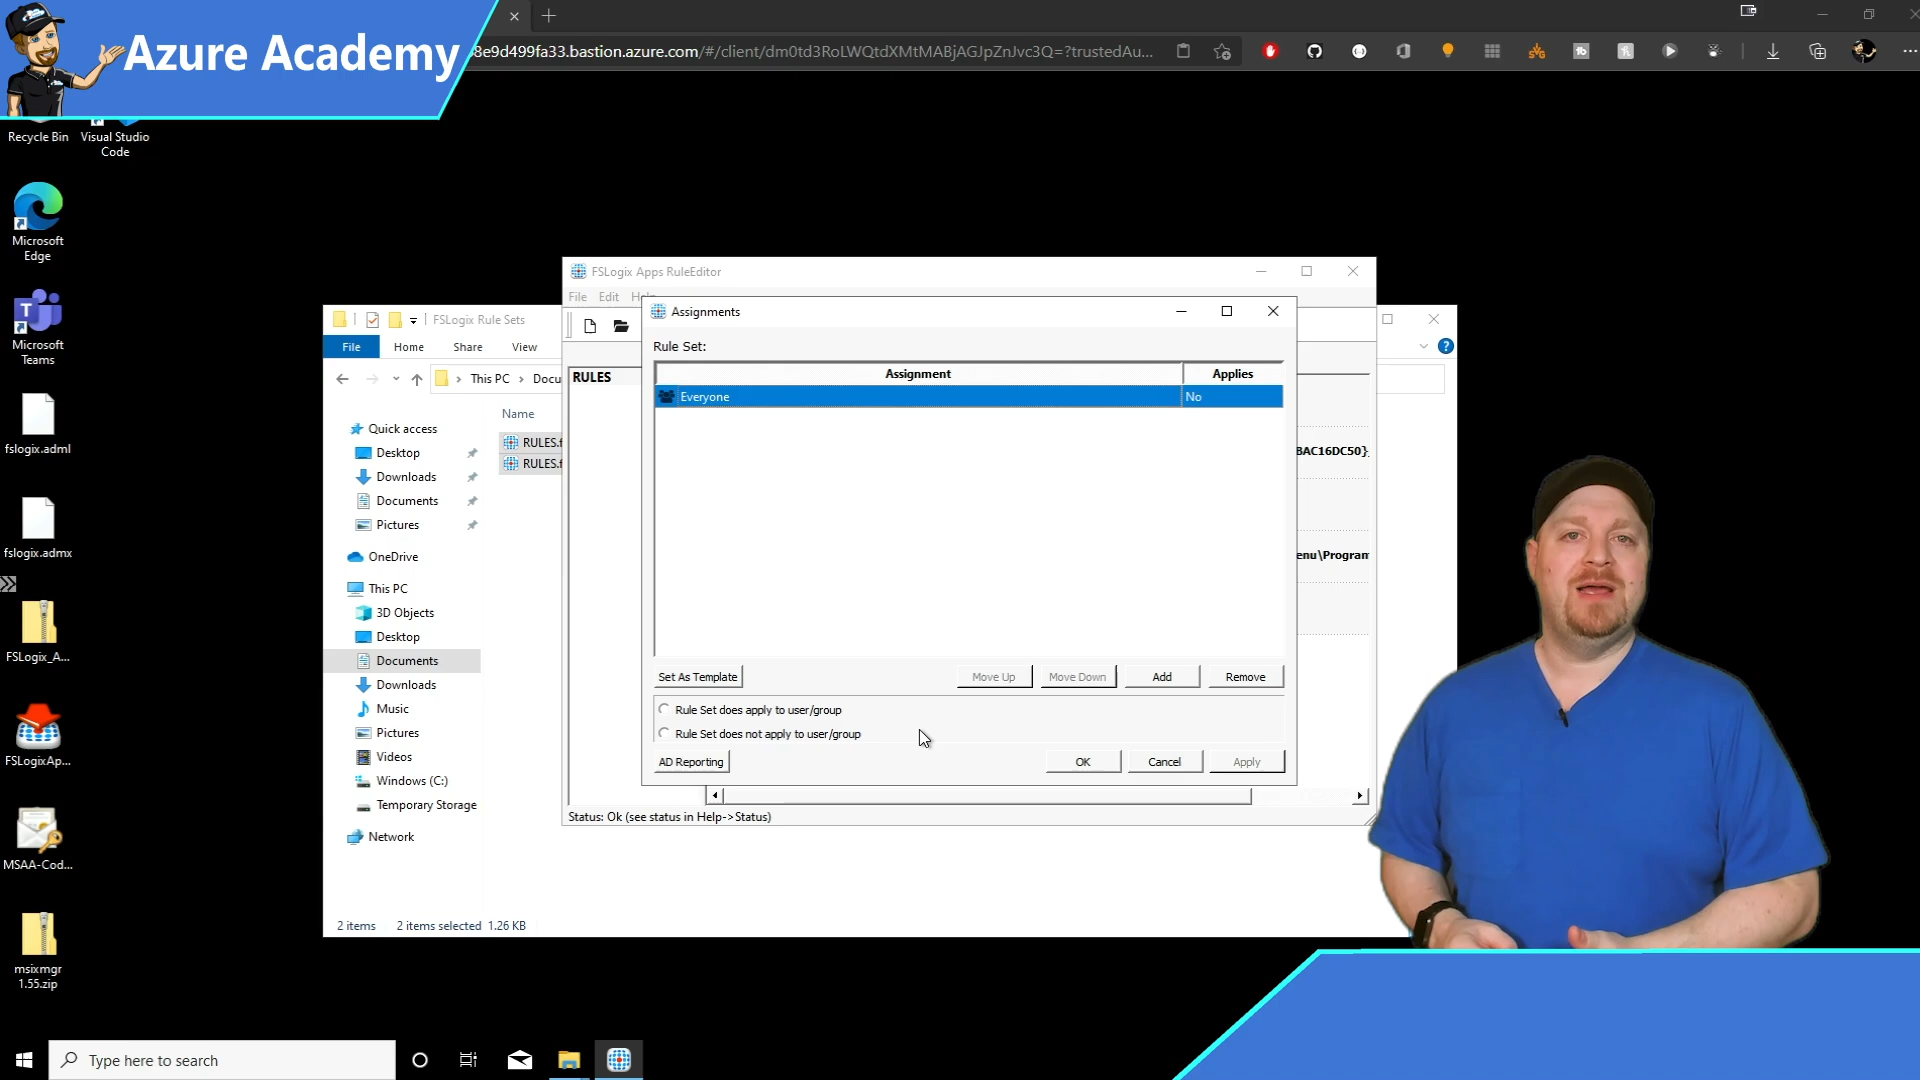 Azure Academy
8e9d499fa33.bastion.azure.com/#/client/dm0td3RoLWQtdXMtMABjAGJpZnJvc3Q=?trustedAu...
Recycle Bin
Visual Studio
Code
Microsoft
Edge
Microsoft
Teams
fslogix.adml
fslogix.admx
FSLogix_A...
FSLogixAp...
MSAA-Cod...
msixmgr
1.55.zip
FSLogix Rule Sets
File
Home
Share
View
This PC
Docu
Name
Quick access
Desktop
Downloads
Documents
Pictures
OneDrive
This PC
3D Objects
Desktop
Documents
Downloads
Music
Pictures
Videos
Windows (C:)
Temporary Storage
Network
RULES.f
RULES.f
2 items
2 items selected 1.26 KB
FSLogix Apps RuleEditor
File
Edit
Help
RULES
BAC16DC50}
enu\Program
Status: Ok (see status in Help->Status)
Assignments
Rule Set:
Assignment
Applies
Everyone
No
Set As Template
Move Up
Move Down
Add
Remove
Rule Set does apply to user/group
Rule Set does not apply to user/group
AD Reporting
OK
Cancel
Apply
Type here to search